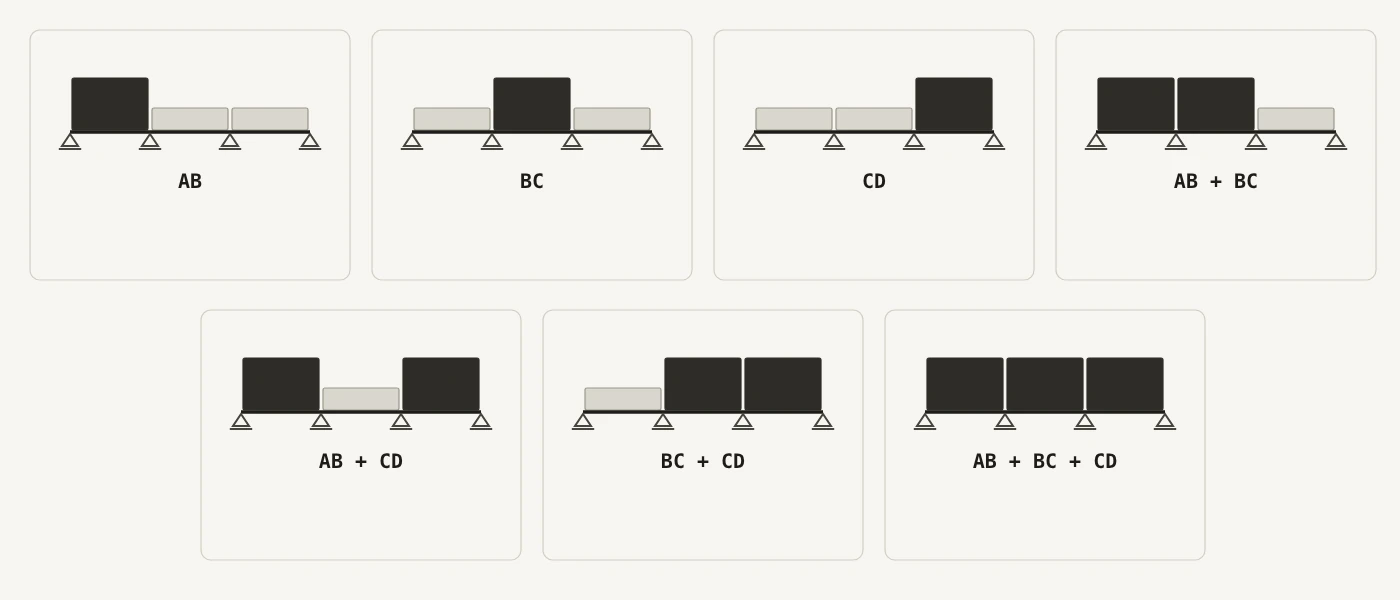 AB
BC
CD
AB + BC
AB + CD
BC + CD
AB + BC + CD